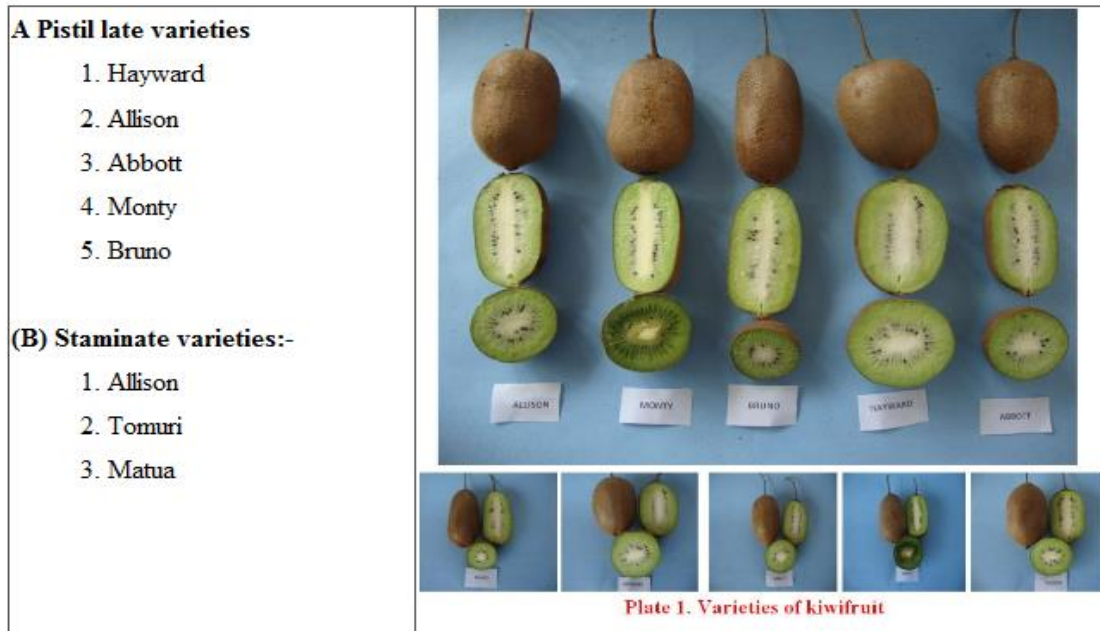 A Pistil late varieties
1. Hayward
2. Allison
3. Abbott
4. Monty
5. Bruno
(B) Staminate varieties:-
1. Allison
2. Tomuri
3. Matua
ALLISON
MONTY
BRUNO
HAYWARD
ABBOTT
Plate 1. Varieties of kiwifruit